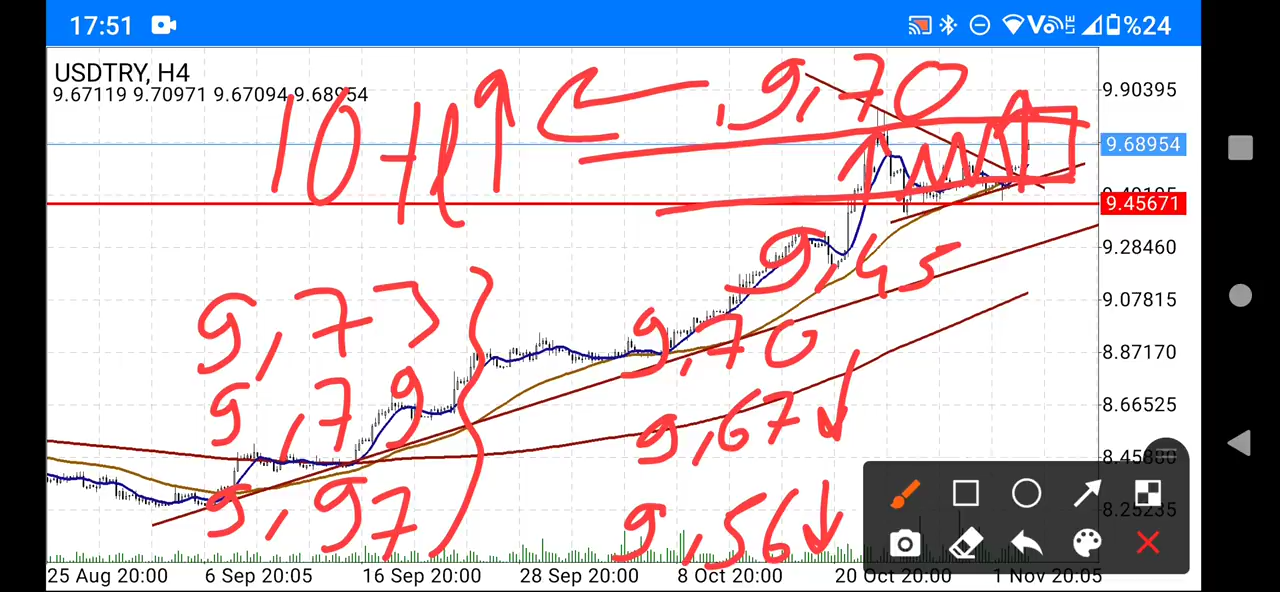 17:51
LTE
%24
USDTRY, H4
9.67119 9.70971 9.67094 9.68954
9.90395
9.68954
9.45671
9.28460
9.07815
8.87170
8.66525
8.25235
10 tl
9,70
9,45
9,73
9,79
9,97
9,70
9,67
9,56
25 Aug 20:00
6 Sep 20:05
16 Sep 20:00
28 Sep 20:00
8 Oct 20:00
20 Oct 20:00
1 Nov 20:05